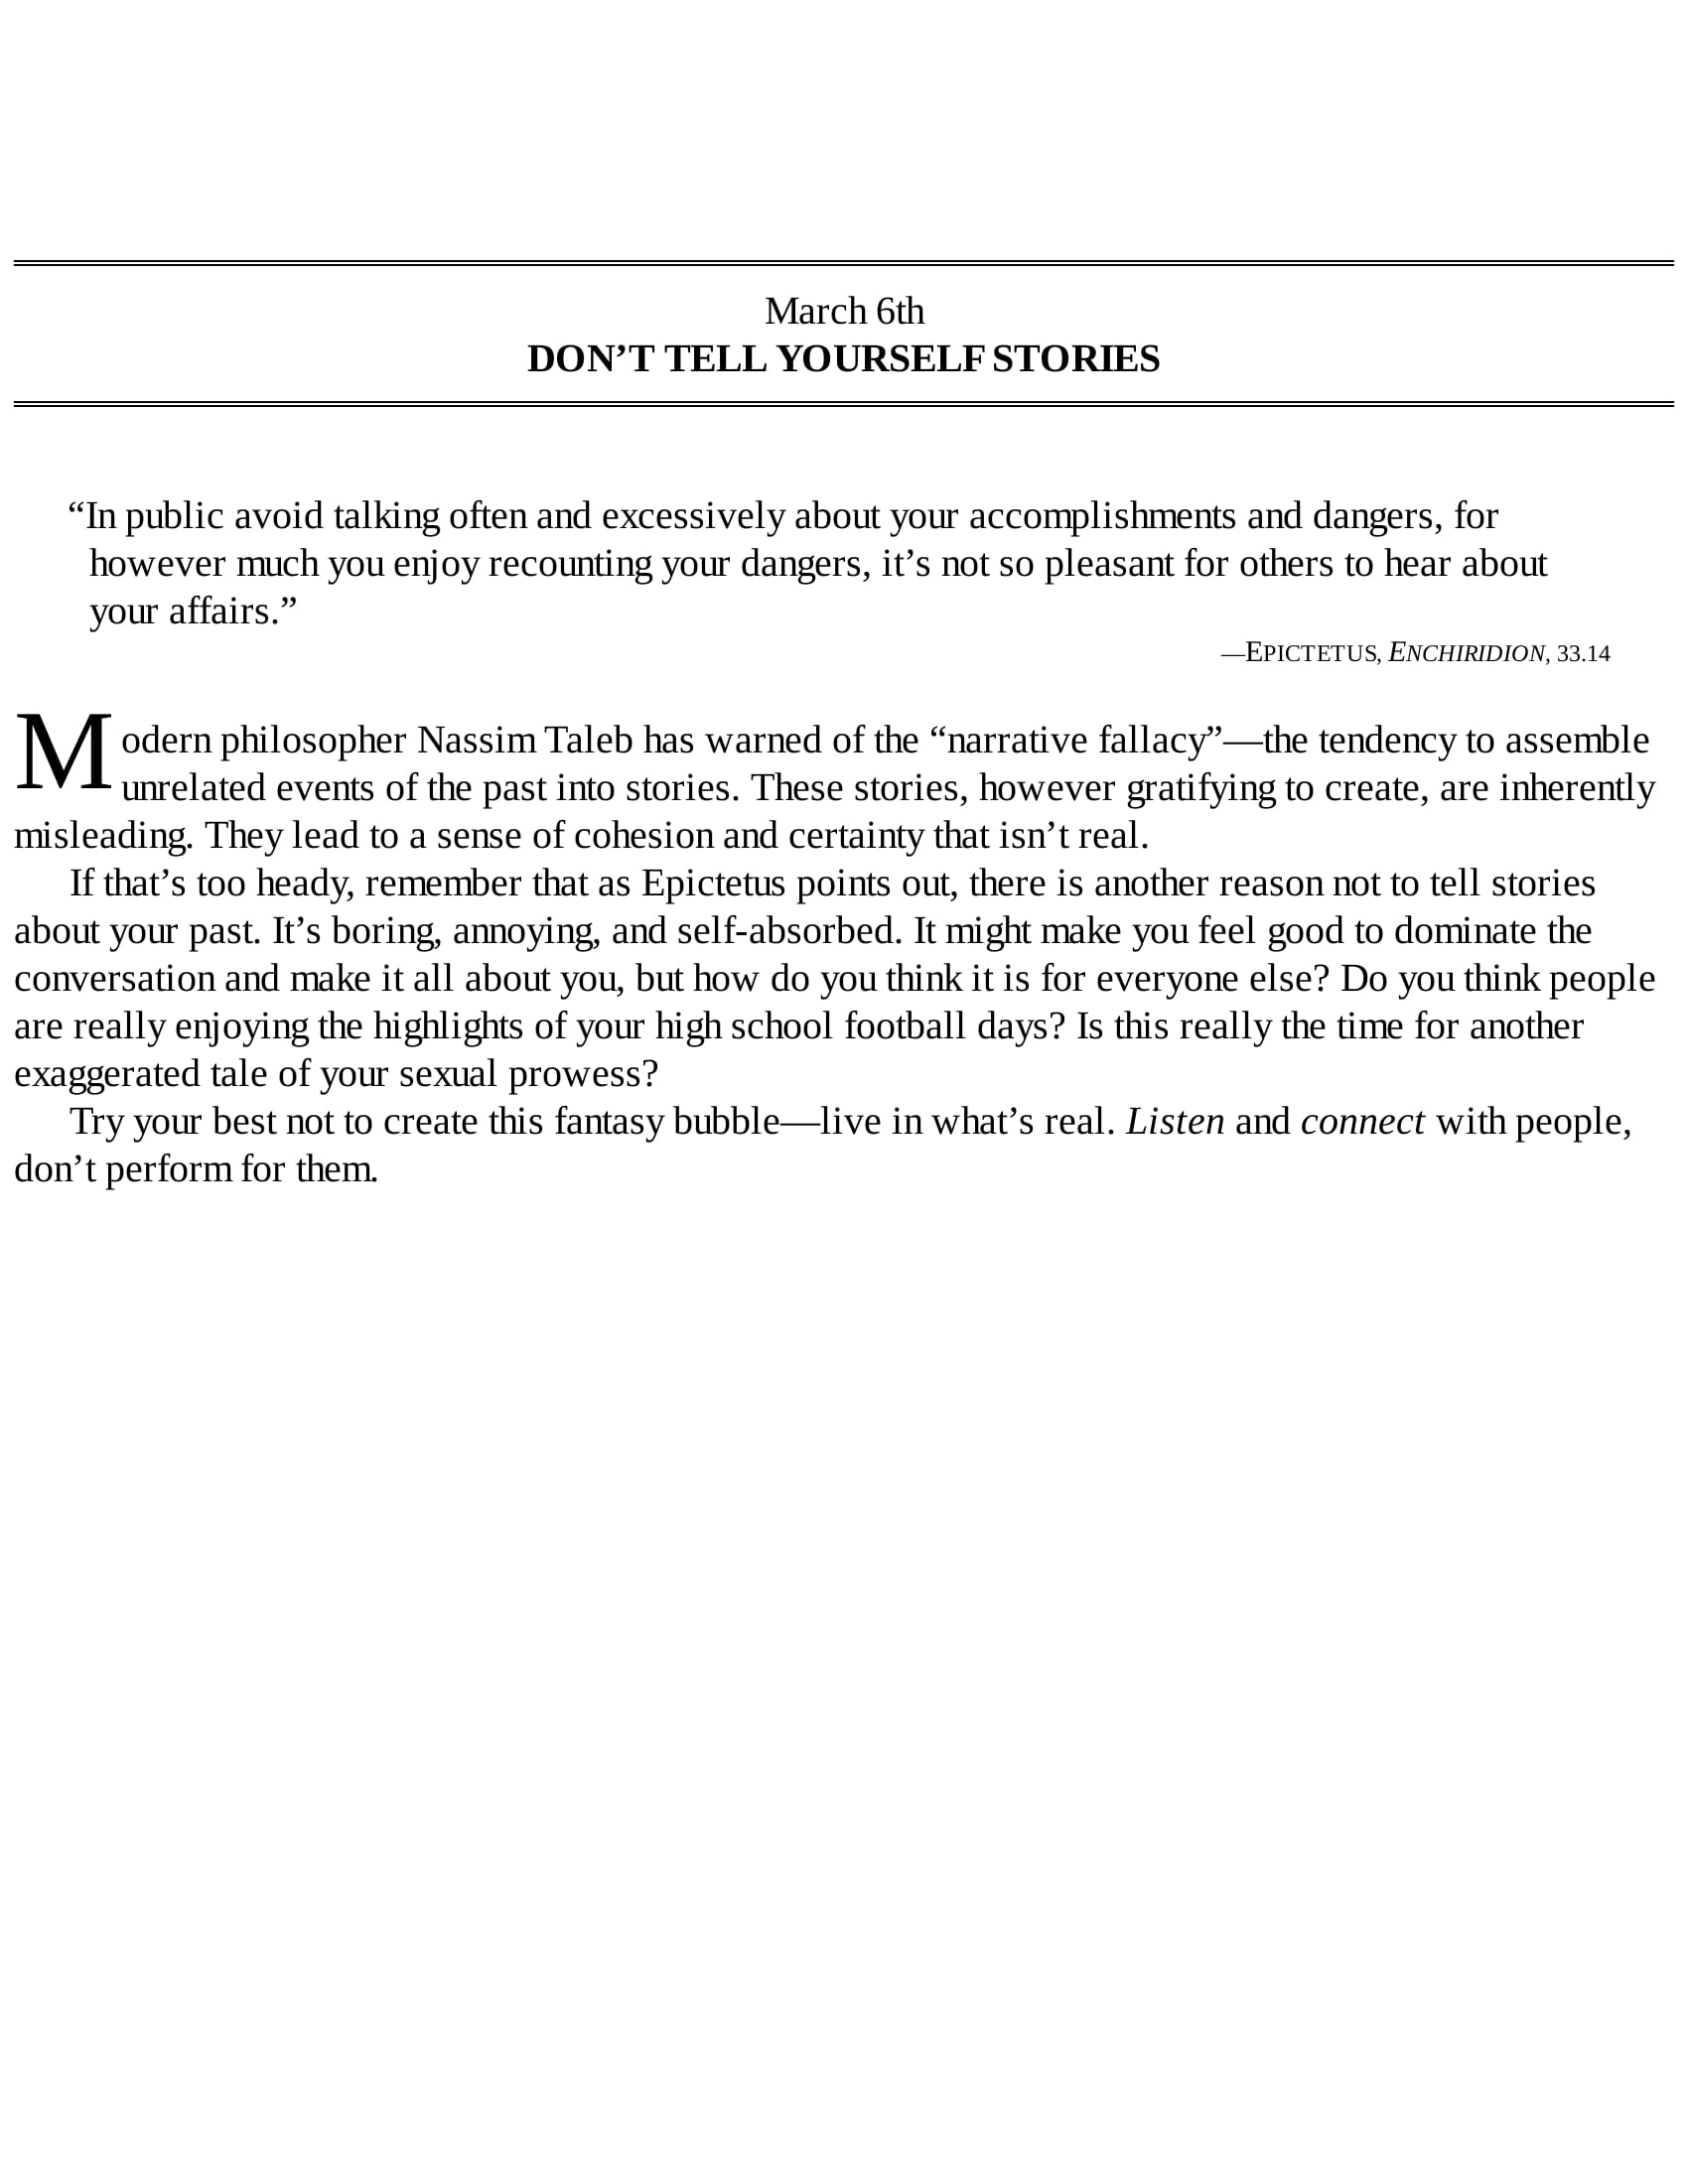 March 6th
DON’T TELL YOURSELF STORIES
“In public avoid talking often and excessively about your accomplishments and dangers, for
however much you enjoy recounting your dangers, it’s not so pleasant for others to hear about
your affairs.”
—EPICTETUS, ENCHIRIDION, 33.14
Modern philosopher Nassim Taleb has warned of the “narrative fallacy”—the tendency to assemble
unrelated events of the past into stories. These stories, however gratifying to create, are inherently
misleading. They lead to a sense of cohesion and certainty that isn’t real.
If that’s too heady, remember that as Epictetus points out, there is another reason not to tell stories
about your past. It’s boring, annoying, and self-absorbed. It might make you feel good to dominate the
conversation and make it all about you, but how do you think it is for everyone else? Do you think people
are really enjoying the highlights of your high school football days? Is this really the time for another
exaggerated tale of your sexual prowess?
Try your best not to create this fantasy bubble—live in what’s real. Listen and connect with people,
don’t perform for them.